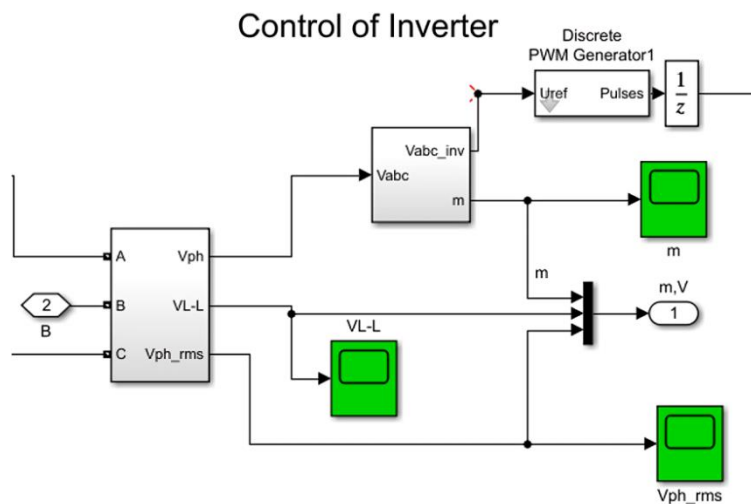 Control of Inverter
Discrete
PWM Generator1
Uref
Pulses
1
z
Vabc_inv
Vabc
m
m
m
A
Vph
2
B
B
VL-L
C
Vph_rms
VL-L
m,V
1
Vph_rms